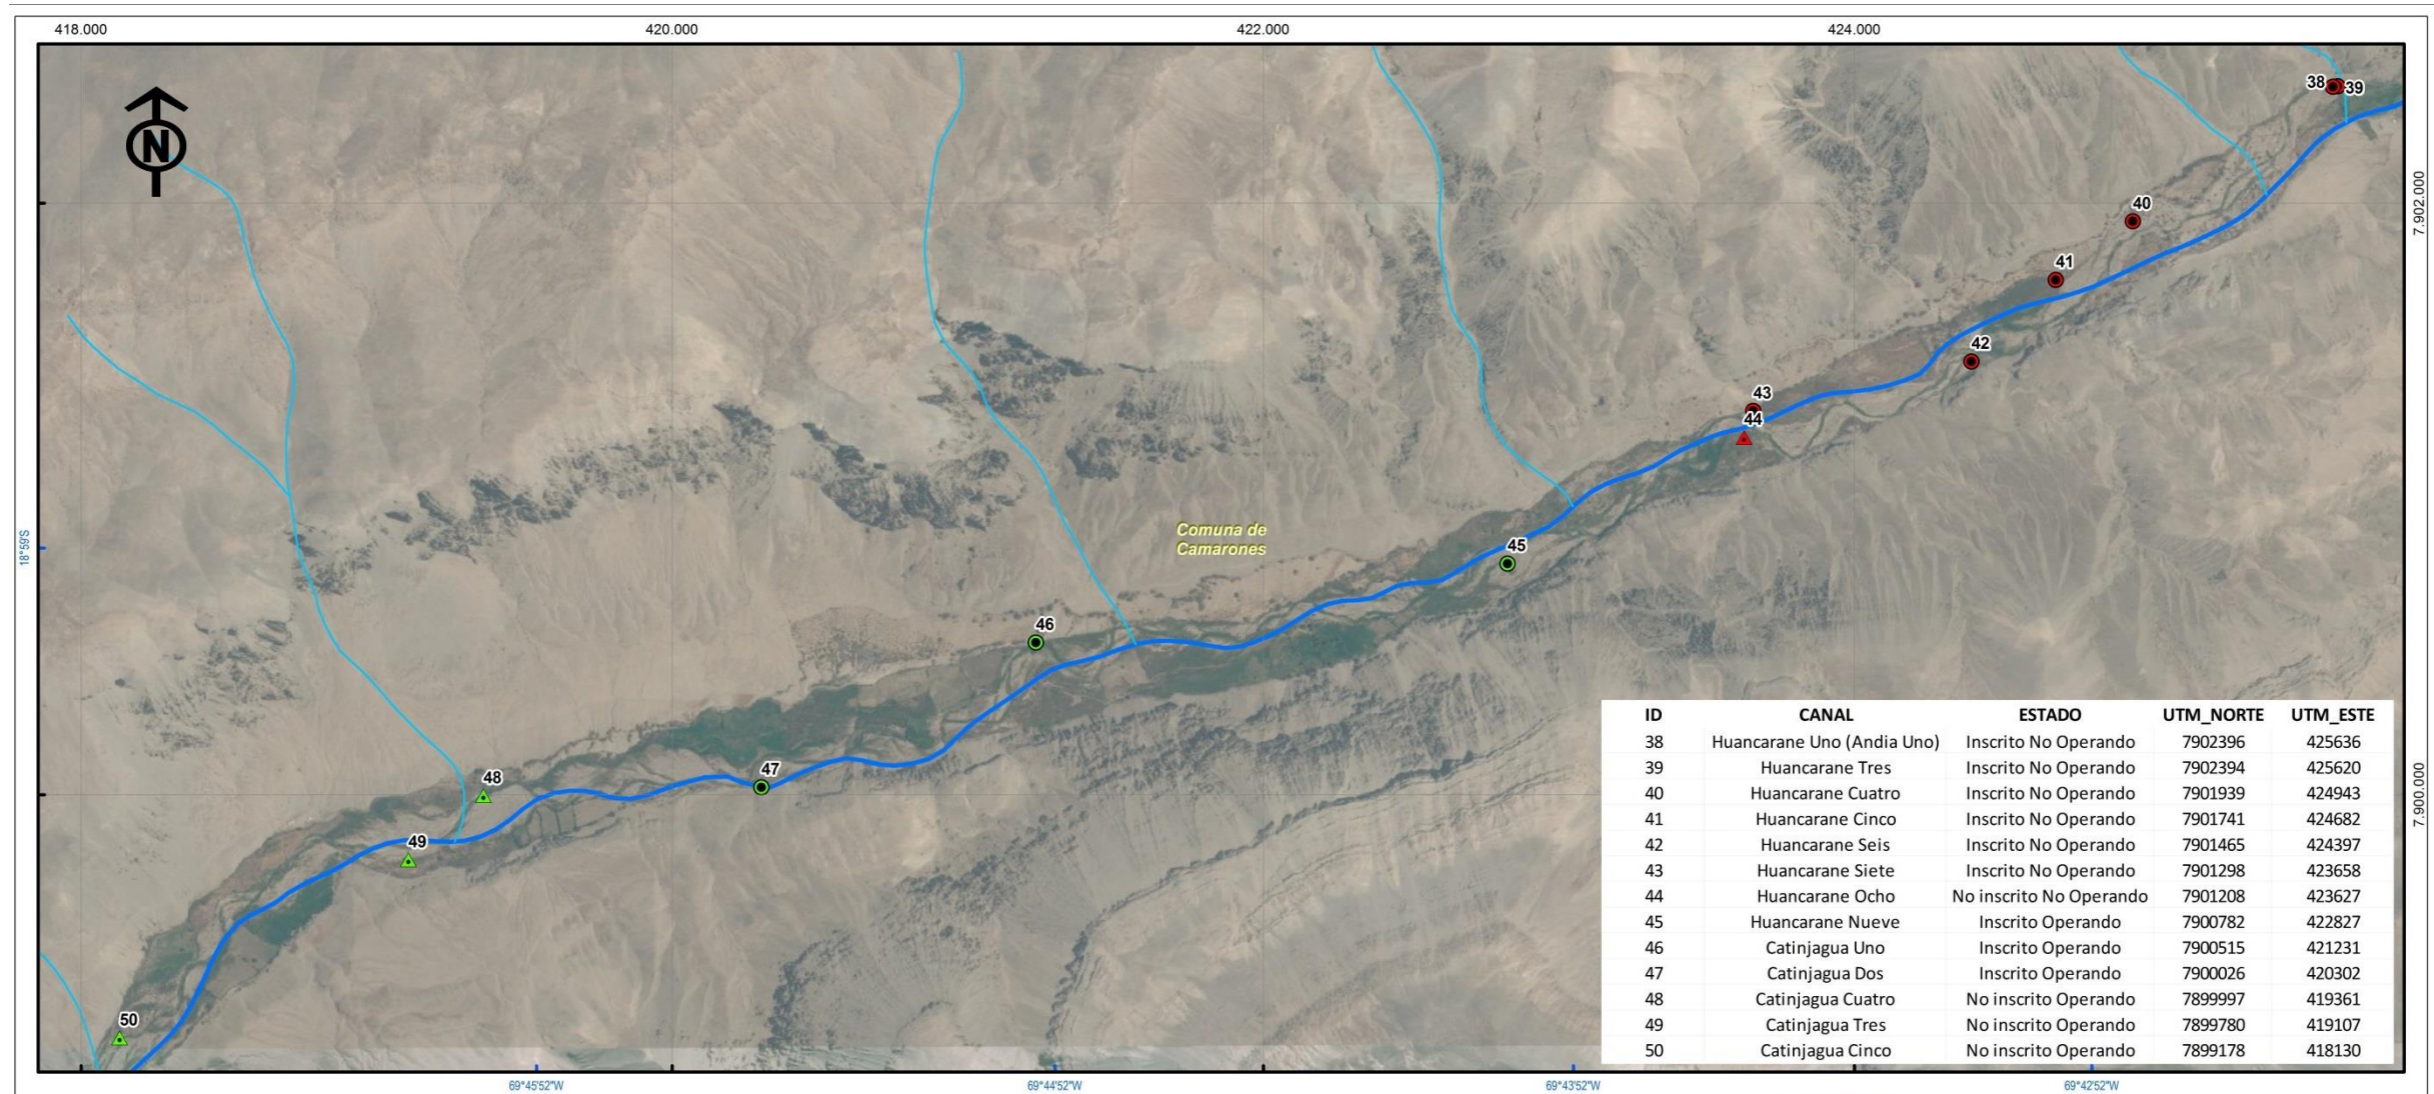 418.000 420.000 422.000 424.000
N
38 39
7.902.000
40
41
42
43
44
18°59'S
Comuna de
Camarones
45
46
47
48
49
50
7.900.000
ID CANAL ESTADO UTM_NORTE UTM_ESTE
38 Huancarane Uno (Andia Uno) Inscrito No Operando 7902396 425636
39 Huancarane Tres Inscrito No Operando 7902394 425620
40 Huancarane Cuatro Inscrito No Operando 7901939 424943
41 Huancarane Cinco Inscrito No Operando 7901741 424682
42 Huancarane Seis Inscrito No Operando 7901465 424397
43 Huancarane Siete Inscrito No Operando 7901298 423658
44 Huancarane Ocho No inscrito No Operando 7901208 423627
45 Huancarane Nueve Inscrito Operando 7900782 422827
46 Catinjagua Uno Inscrito Operando 7900515 421231
47 Catinjagua Dos Inscrito Operando 7900026 420302
48 Catinjagua Cuatro No inscrito Operando 7899997 419361
49 Catinjagua Tres No inscrito Operando 7899780 419107
50 Catinjagua Cinco No inscrito Operando 7899178 418130
69°45'52"W 69°44'52"W 69°43'52"W 69°42'52"W